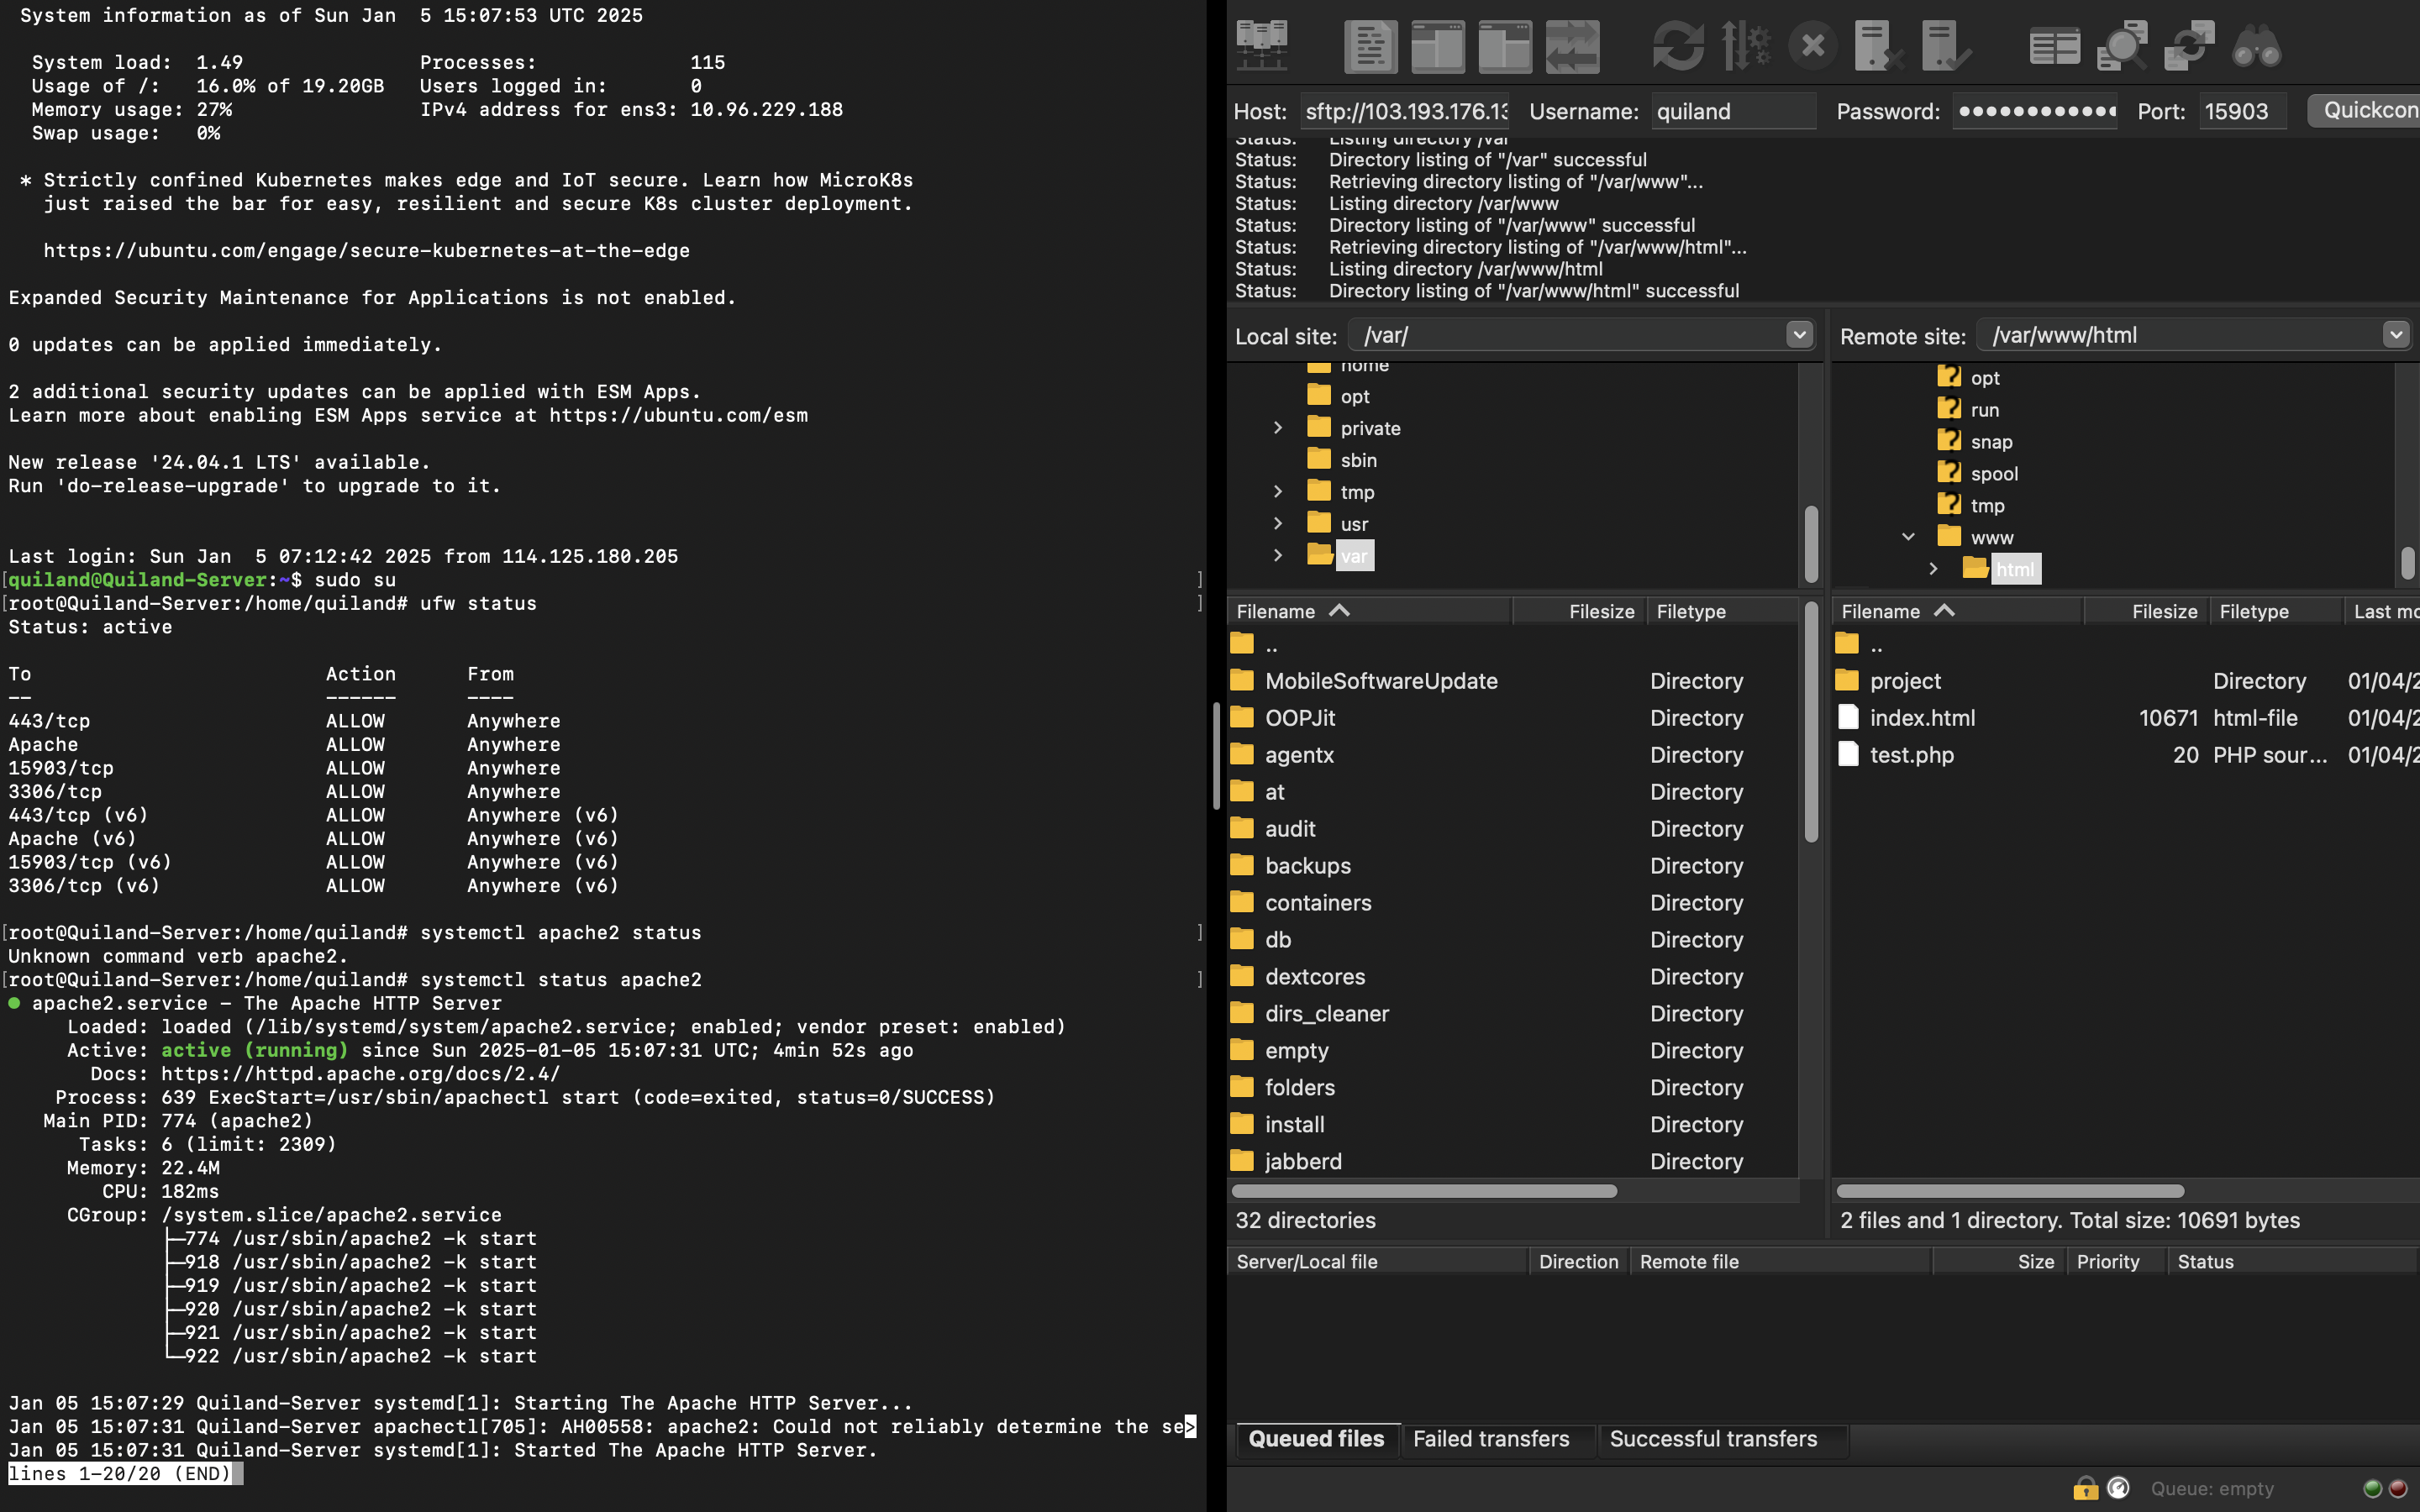 System information as of Sun Jan  5 15:07:53 UTC 2025
System load:  1.49               Processes:             115
Usage of /:   16.0% of 19.20GB   Users logged in:       0
Memory usage: 27%                IPv4 address for ens3: 10.96.229.188
Swap usage:   0%
* Strictly confined Kubernetes makes edge and IoT secure. Learn how MicroK8s
just raised the bar for easy, resilient and secure K8s cluster deployment.
https://ubuntu.com/engage/secure-kubernetes-at-the-edge
Expanded Security Maintenance for Applications is not enabled.
0 updates can be applied immediately.
2 additional security updates can be applied with ESM Apps.
Learn more about enabling ESM Apps service at https://ubuntu.com/esm
New release '24.04.1 LTS' available.
Run 'do-release-upgrade' to upgrade to it.
Last login: Sun Jan  5 07:12:42 2025 from 114.125.180.205
[quiland@Quiland-Server:~$ sudo su ]
[root@Quiland-Server:/home/quiland# ufw status ]
Status: active
To                         Action      From
--                         ------      ----
443/tcp                    ALLOW       Anywhere
Apache                     ALLOW       Anywhere
15903/tcp                  ALLOW       Anywhere
3306/tcp                   ALLOW       Anywhere
443/tcp (v6)               ALLOW       Anywhere (v6)
Apache (v6)                ALLOW       Anywhere (v6)
15903/tcp (v6)             ALLOW       Anywhere (v6)
3306/tcp (v6)              ALLOW       Anywhere (v6)
[root@Quiland-Server:/home/quiland# systemctl apache2 status ]
Unknown command verb apache2.
[root@Quiland-Server:/home/quiland# systemctl status apache2 ]
● apache2.service - The Apache HTTP Server
Loaded: loaded (/lib/systemd/system/apache2.service; enabled; vendor preset: enabled)
Active: active (running) since Sun 2025-01-05 15:07:31 UTC; 4min 52s ago
Docs: https://httpd.apache.org/docs/2.4/
Process: 639 ExecStart=/usr/sbin/apachectl start (code=exited, status=0/SUCCESS)
Main PID: 774 (apache2)
Tasks: 6 (limit: 2309)
Memory: 22.4M
CPU: 182ms
CGroup: /system.slice/apache2.service
├─774 /usr/sbin/apache2 -k start
├─918 /usr/sbin/apache2 -k start
├─919 /usr/sbin/apache2 -k start
├─920 /usr/sbin/apache2 -k start
├─921 /usr/sbin/apache2 -k start
└─922 /usr/sbin/apache2 -k start
Jan 05 15:07:29 Quiland-Server systemd[1]: Starting The Apache HTTP Server...
Jan 05 15:07:31 Quiland-Server apachectl[705]: AH00558: apache2: Could not reliably determine the se>
Jan 05 15:07:31 Quiland-Server systemd[1]: Started The Apache HTTP Server.
lines 1-20/20 (END)
Host: sftp://103.193.176.13 Username: quiland Password: •••••••••••• Port: 15903 Quickcon
Status: Listing directory /var
Status: Directory listing of "/var" successful
Status: Retrieving directory listing of "/var/www"...
Status: Listing directory /var/www
Status: Directory listing of "/var/www" successful
Status: Retrieving directory listing of "/var/www/html"...
Status: Listing directory /var/www/html
Status: Directory listing of "/var/www/html" successful
Local site: /var/
home
opt
private
sbin
tmp
usr
var
Filename Filesize Filetype
..
MobileSoftwareUpdate Directory
OOPJit Directory
agentx Directory
at Directory
audit Directory
backups Directory
containers Directory
db Directory
dextcores Directory
dirs_cleaner Directory
empty Directory
folders Directory
install Directory
jabberd Directory
32 directories
Remote site: /var/www/html
opt
run
snap
spool
tmp
www
html
Filename Filesize Filetype Last mo
..
project Directory 01/04/2
index.html 10671 html-file 01/04/2
test.php 20 PHP sour... 01/04/2
2 files and 1 directory. Total size: 10691 bytes
Server/Local file Direction Remote file Size Priority Status
Queued files Failed transfers Successful transfers
Queue: empty